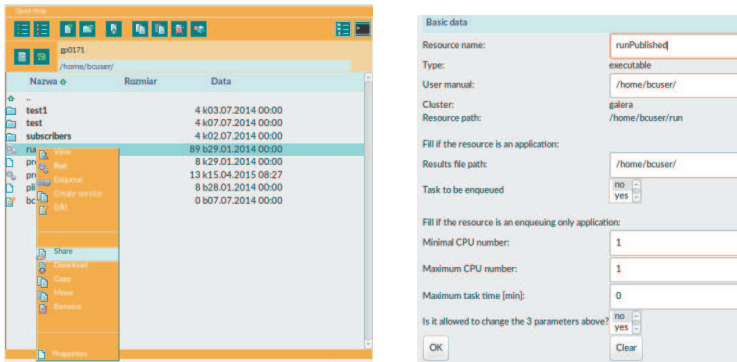 gp0171
/home/bcuser/
Nazwa Rozmiar Data
..
test1 4 k03.07.2014 00:00
test 4 k07.07.2014 00:00
subscribers 4 k02.07.2014 00:00
ru 89 b29.01.2014 00:00
pr 8 k29.01.2014 00:00
pr 13 k15.04.2015 08:27
pli 8 b28.01.2014 00:00
bc 0 b07.07.2014 00:00
View
Run
Enqueue
Create service
Edit
Share
Download
Copy
Move
Remove
Properties
Basic data
Resource name: runPublished
Type: executable
User manual: /home/bcuser/
Cluster: galera
Resource path: /home/bcuser/run
Fill if the resource is an application:
Results file path: /home/bcuser/
Task to be enqueued no yes
Fill if the resource is an enqueuing only application:
Minimal CPU number: 1
Maximum CPU number: 1
Maximum task time [min]: 0
Is it allowed to change the 3 parameters above? no yes
OK Clear